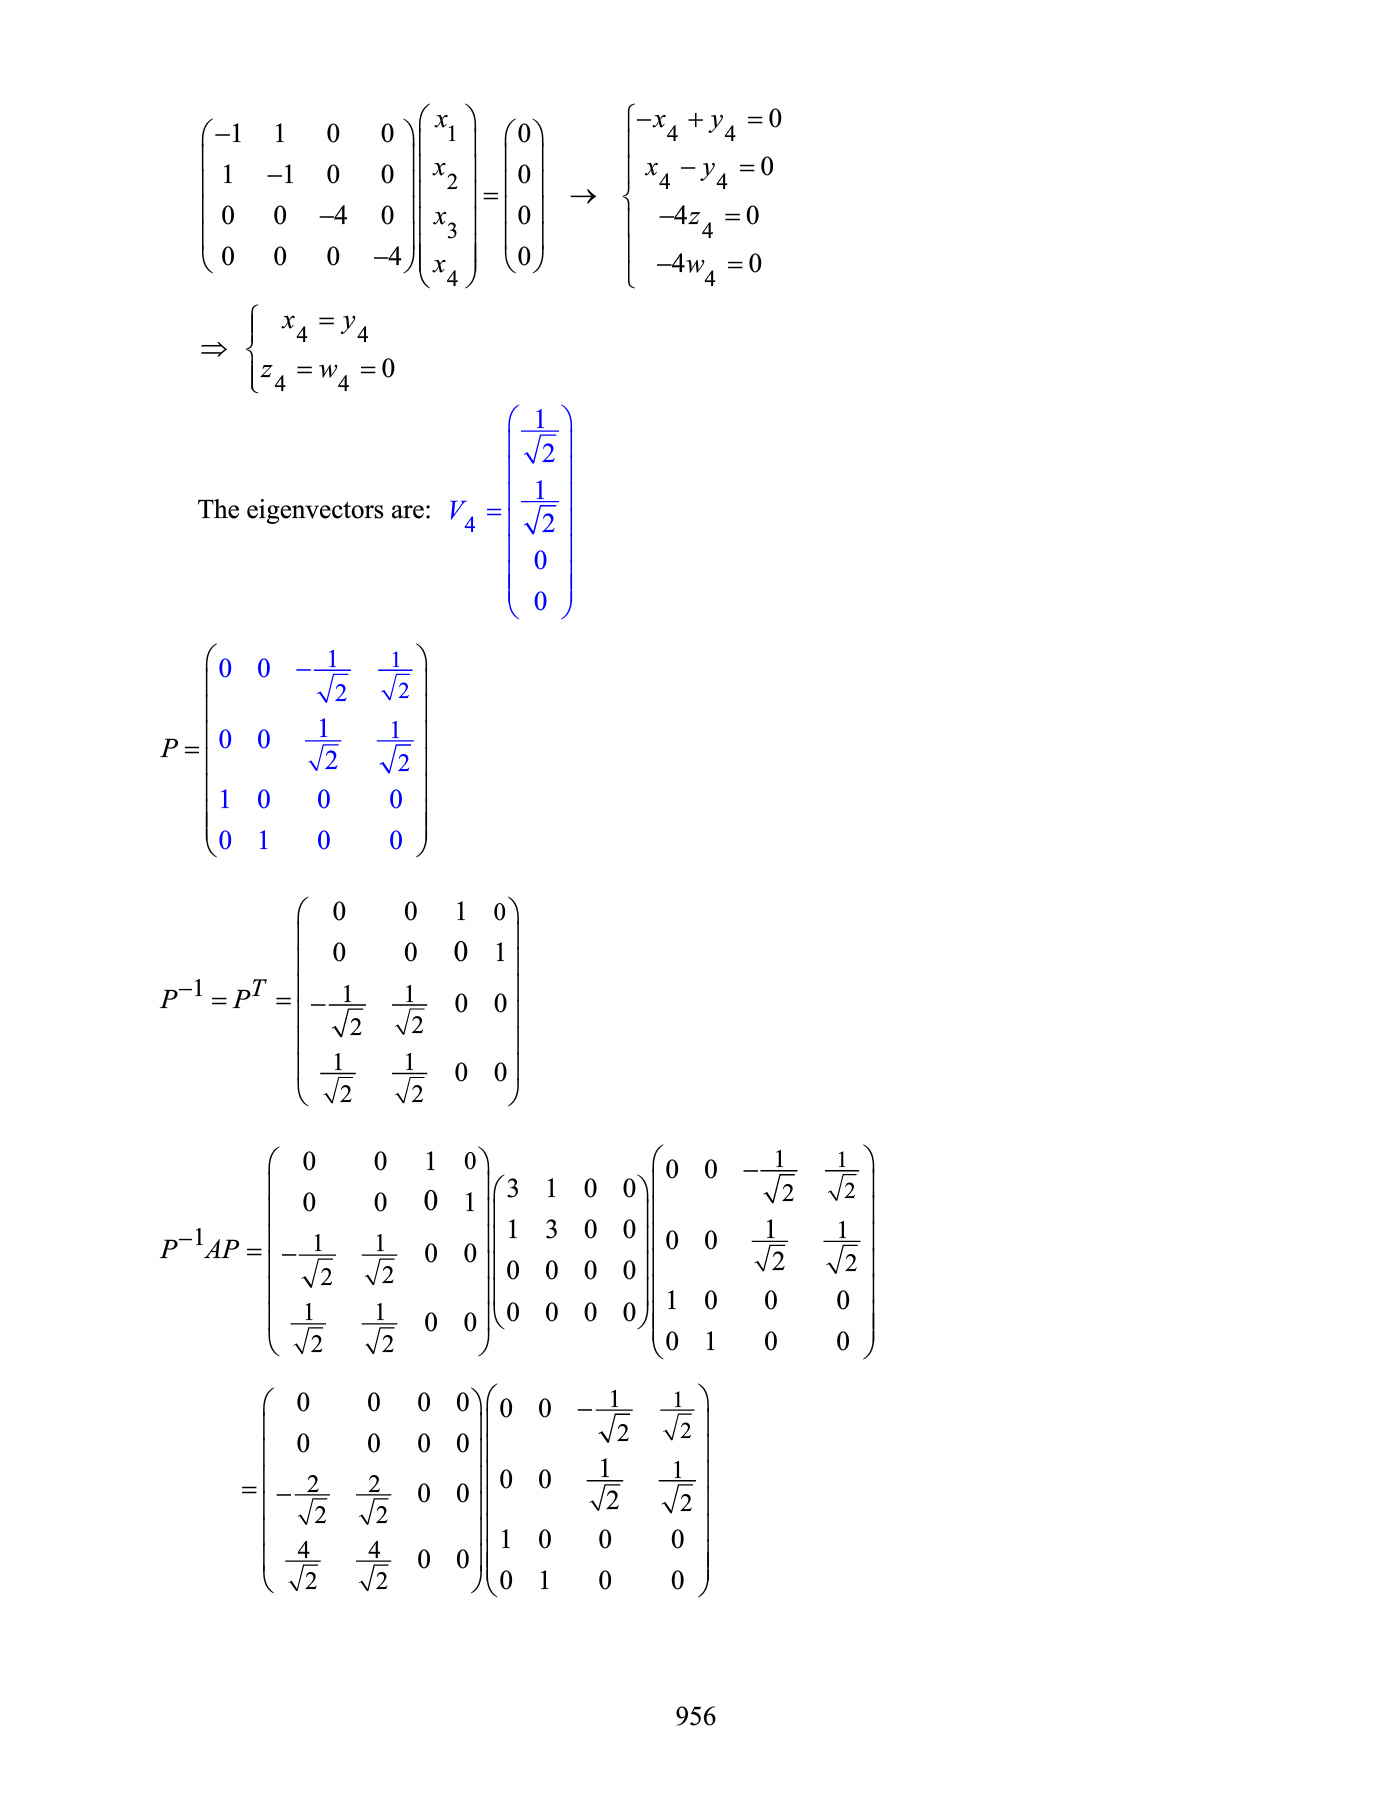 $\begin{pmatrix} -1 & 1 & 0 & 0 \\ 1 & -1 & 0 & 0 \\ 0 & 0 & -4 & 0 \\ 0 & 0 & 0 & -4 \end{pmatrix} \begin{pmatrix} x_1 \\ x_2 \\ x_3 \\ x_4 \end{pmatrix} = \begin{pmatrix} 0 \\ 0 \\ 0 \\ 0 \end{pmatrix} \rightarrow \begin{cases} -x_4 + y_4 = 0 \\ x_4 - y_4 = 0 \\ -4z_4 = 0 \\ -4w_4 = 0 \end{cases}$
$\Rightarrow \begin{cases} x_4 = y_4 \\ z_4 = w_4 = 0 \end{cases}$
The eigenvectors are: $V_4 = \begin{pmatrix} \frac{1}{\sqrt{2}} \\ \frac{1}{\sqrt{2}} \\ 0 \\ 0 \end{pmatrix}$
$P = \begin{pmatrix} 0 & 0 & -\frac{1}{\sqrt{2}} & \frac{1}{\sqrt{2}} \\ 0 & 0 & \frac{1}{\sqrt{2}} & \frac{1}{\sqrt{2}} \\ 1 & 0 & 0 & 0 \\ 0 & 1 & 0 & 0 \end{pmatrix}$
$P^{-1} = P^T = \begin{pmatrix} 0 & 0 & 1 & 0 \\ 0 & 0 & 0 & 1 \\ -\frac{1}{\sqrt{2}} & \frac{1}{\sqrt{2}} & 0 & 0 \\ \frac{1}{\sqrt{2}} & \frac{1}{\sqrt{2}} & 0 & 0 \end{pmatrix}$
$P^{-1}AP = \begin{pmatrix} 0 & 0 & 1 & 0 \\ 0 & 0 & 0 & 1 \\ -\frac{1}{\sqrt{2}} & \frac{1}{\sqrt{2}} & 0 & 0 \\ \frac{1}{\sqrt{2}} & \frac{1}{\sqrt{2}} & 0 & 0 \end{pmatrix} \begin{pmatrix} 3 & 1 & 0 & 0 \\ 1 & 3 & 0 & 0 \\ 0 & 0 & 0 & 0 \\ 0 & 0 & 0 & 0 \end{pmatrix} \begin{pmatrix} 0 & 0 & -\frac{1}{\sqrt{2}} & \frac{1}{\sqrt{2}} \\ 0 & 0 & \frac{1}{\sqrt{2}} & \frac{1}{\sqrt{2}} \\ 1 & 0 & 0 & 0 \\ 0 & 1 & 0 & 0 \end{pmatrix}$
$= \begin{pmatrix} 0 & 0 & 0 & 0 \\ 0 & 0 & 0 & 0 \\ -\frac{2}{\sqrt{2}} & \frac{2}{\sqrt{2}} & 0 & 0 \\ \frac{4}{\sqrt{2}} & \frac{4}{\sqrt{2}} & 0 & 0 \end{pmatrix} \begin{pmatrix} 0 & 0 & -\frac{1}{\sqrt{2}} & \frac{1}{\sqrt{2}} \\ 0 & 0 & \frac{1}{\sqrt{2}} & \frac{1}{\sqrt{2}} \\ 1 & 0 & 0 & 0 \\ 0 & 1 & 0 & 0 \end{pmatrix}$
956